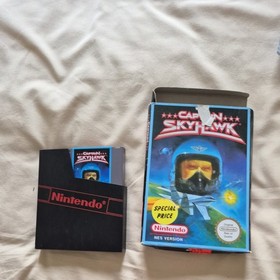 CAPTAIN
SKYHAWK
Nintendo®
CAPTAIN
SKYHAWK
SPECIAL
PRICE
Nintendo
NES VERSION